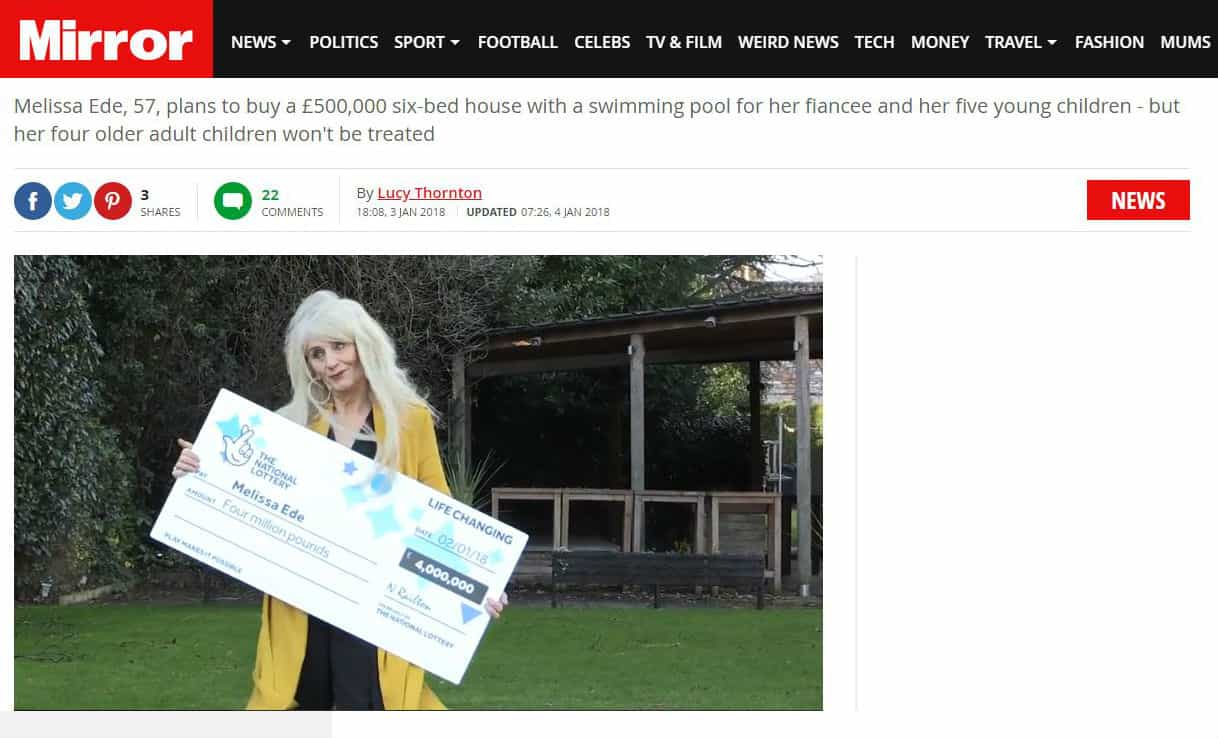 Mirror
NEWS POLITICS SPORT FOOTBALL CELEBS TV & FILM WEIRD NEWS TECH MONEY TRAVEL FASHION MUMS
Melissa Ede, 57, plans to buy a £500,000 six-bed house with a swimming pool for her fiancee and her five young children - but
her four older adult children won't be treated
3
SHARES
22
COMMENTS
By Lucy Thornton
18:08, 3 JAN 2018 UPDATED 07:26, 4 JAN 2018
NEWS
THE
NATIONAL
LOTTERY
PAY
Melissa Ede
AMOUNT Four million pounds
PLAY MAKES IT POSSIBLE
LIFE CHANGING
DATE 02/01/18
£ 4,000,000
N Railton
THE NATIONAL LOTTERY